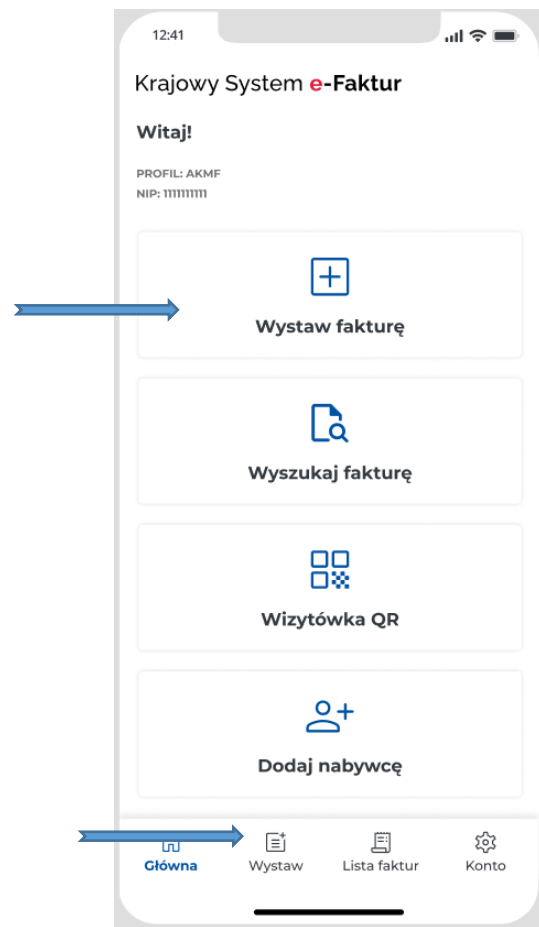 12:41
Krajowy System e-Faktur
Witaj!
PROFIL: AKMF
NIP: 1111111111
Wystaw fakturę
Wyszukaj fakturę
Wizytówka QR
Dodaj nabywcę
Główna Wystaw Lista faktur Konto